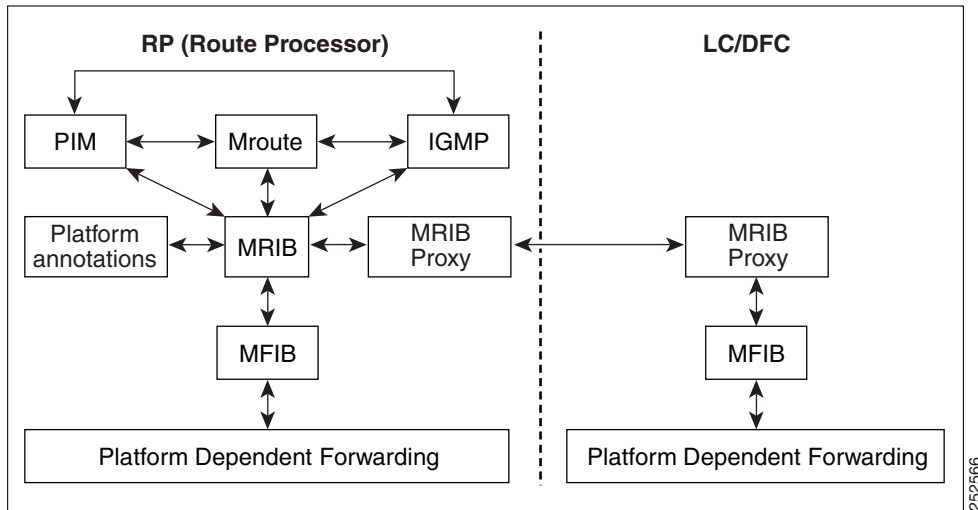 RP (Route Processor)
LC/DFC
PIM
Mroute
IGMP
Platform
annotations
MRIB
MRIB
Proxy
MRIB
Proxy
MFIB
MFIB
Platform Dependent Forwarding
Platform Dependent Forwarding
252566